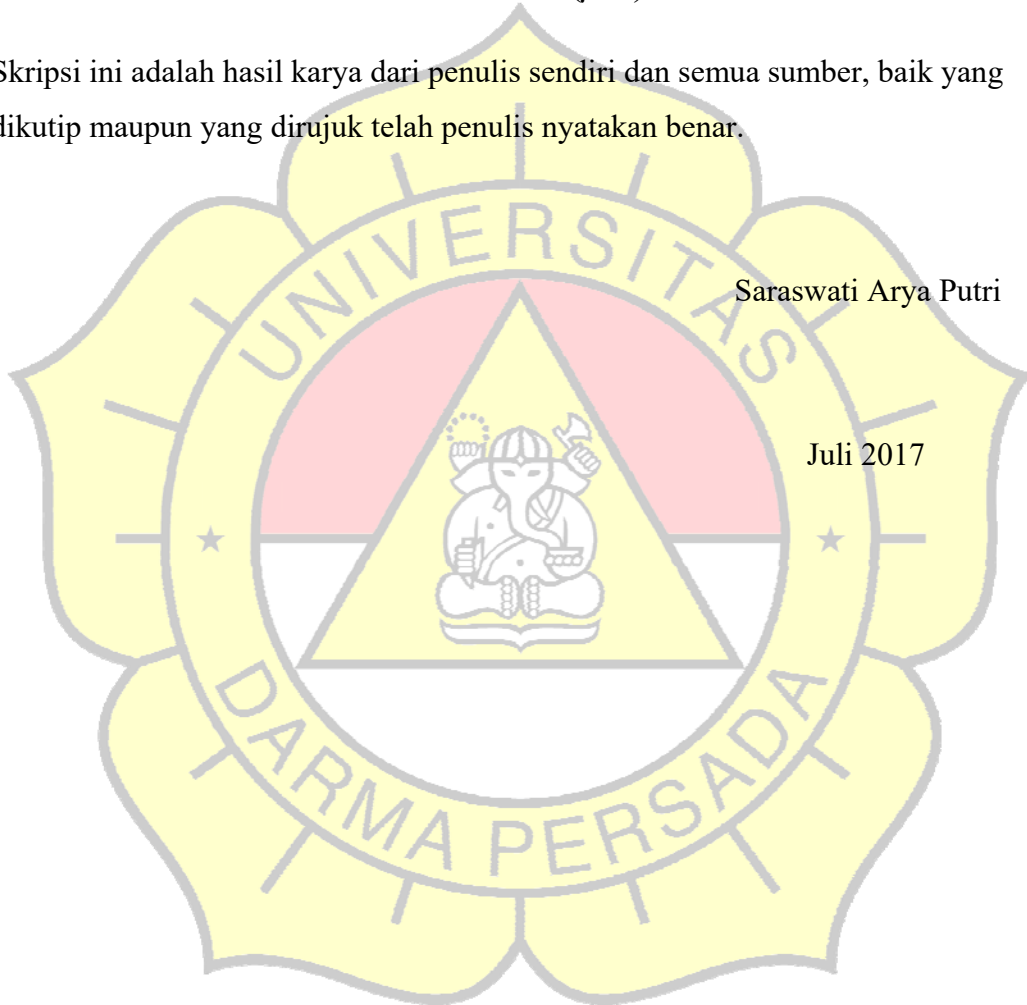 Skripsi ini adalah hasil karya dari penulis sendiri dan semua sumber, baik yang
dikutip maupun yang dirujuk telah penulis nyatakan benar.
UNIVERSITAS
Saraswati Arya Putri
Juli 2017
DARMA PERSADA